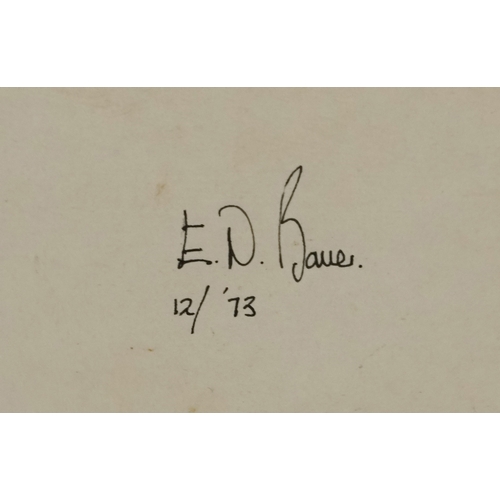 E. N. Bauer.
12/ '73